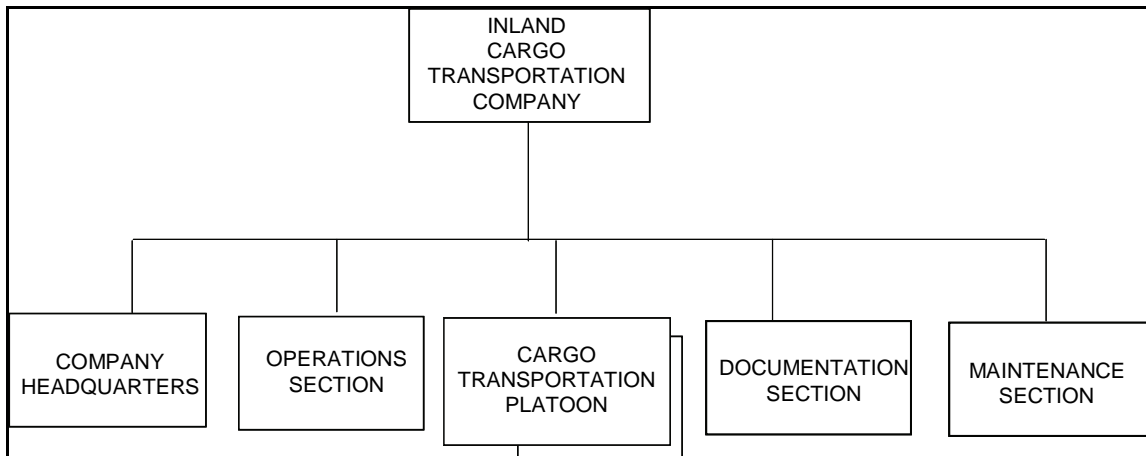 INLAND
CARGO
TRANSPORTATION
COMPANY
COMPANY
HEADQUARTERS
OPERATIONS
SECTION
CARGO
TRANSPORTATION
PLATOON
DOCUMENTATION
SECTION
MAINTENANCE
SECTION